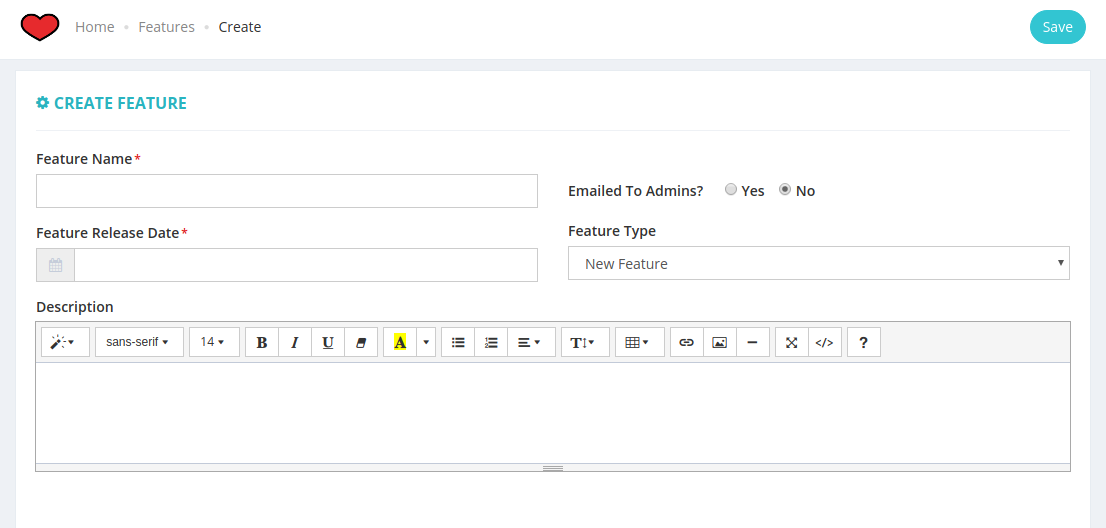 Home • Features • Create
Save
CREATE FEATURE
Feature Name*
Emailed To Admins? Yes No
Feature Release Date*
Feature Type
New Feature
Description
sans-serif 14 B I U A T </> ?